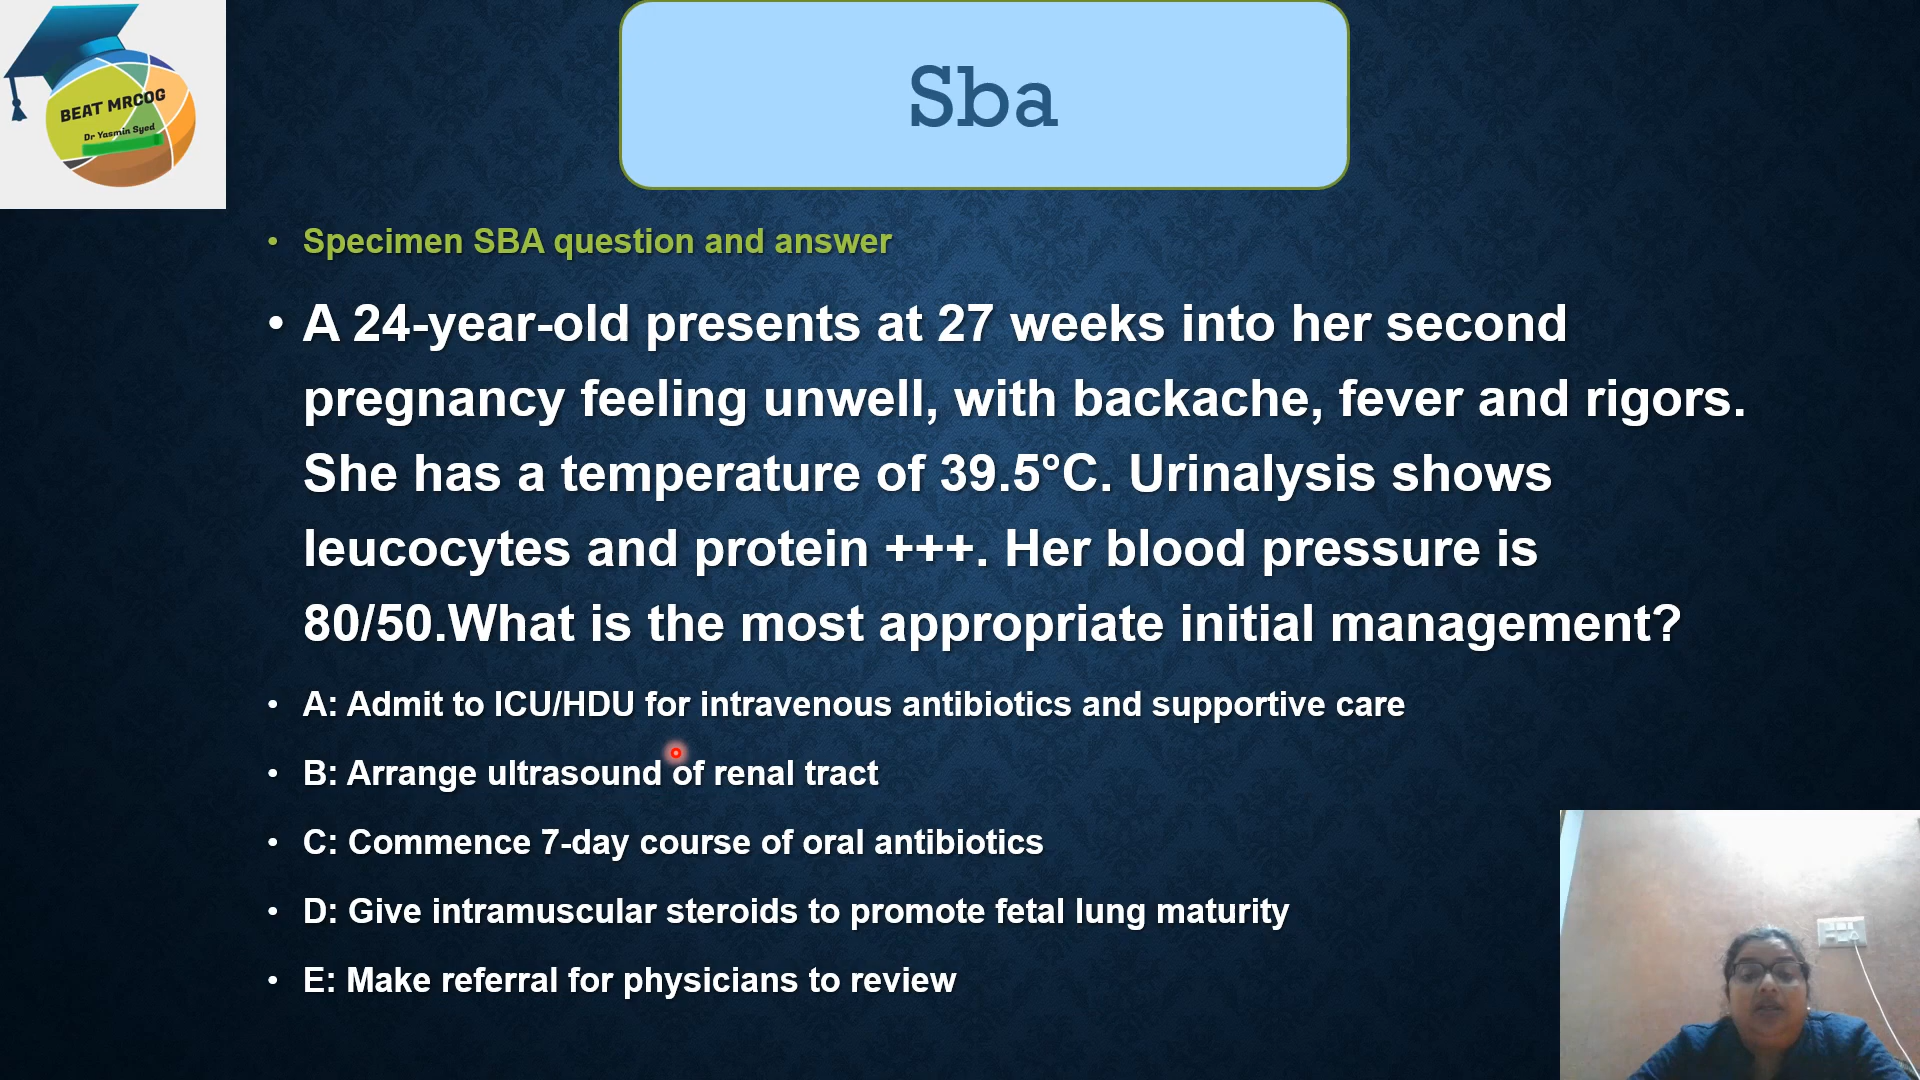 BEAT MRCOG
Dr Yasmin Syed
Sba
• Specimen SBA question and answer
• A 24-year-old presents at 27 weeks into her second
pregnancy feeling unwell, with backache, fever and rigors.
She has a temperature of 39.5°C. Urinalysis shows
leucocytes and protein +++. Her blood pressure is
80/50.What is the most appropriate initial management?
• A: Admit to ICU/HDU for intravenous antibiotics and supportive care
• B: Arrange ultrasound of renal tract
• C: Commence 7-day course of oral antibiotics
• D: Give intramuscular steroids to promote fetal lung maturity
• E: Make referral for physicians to review